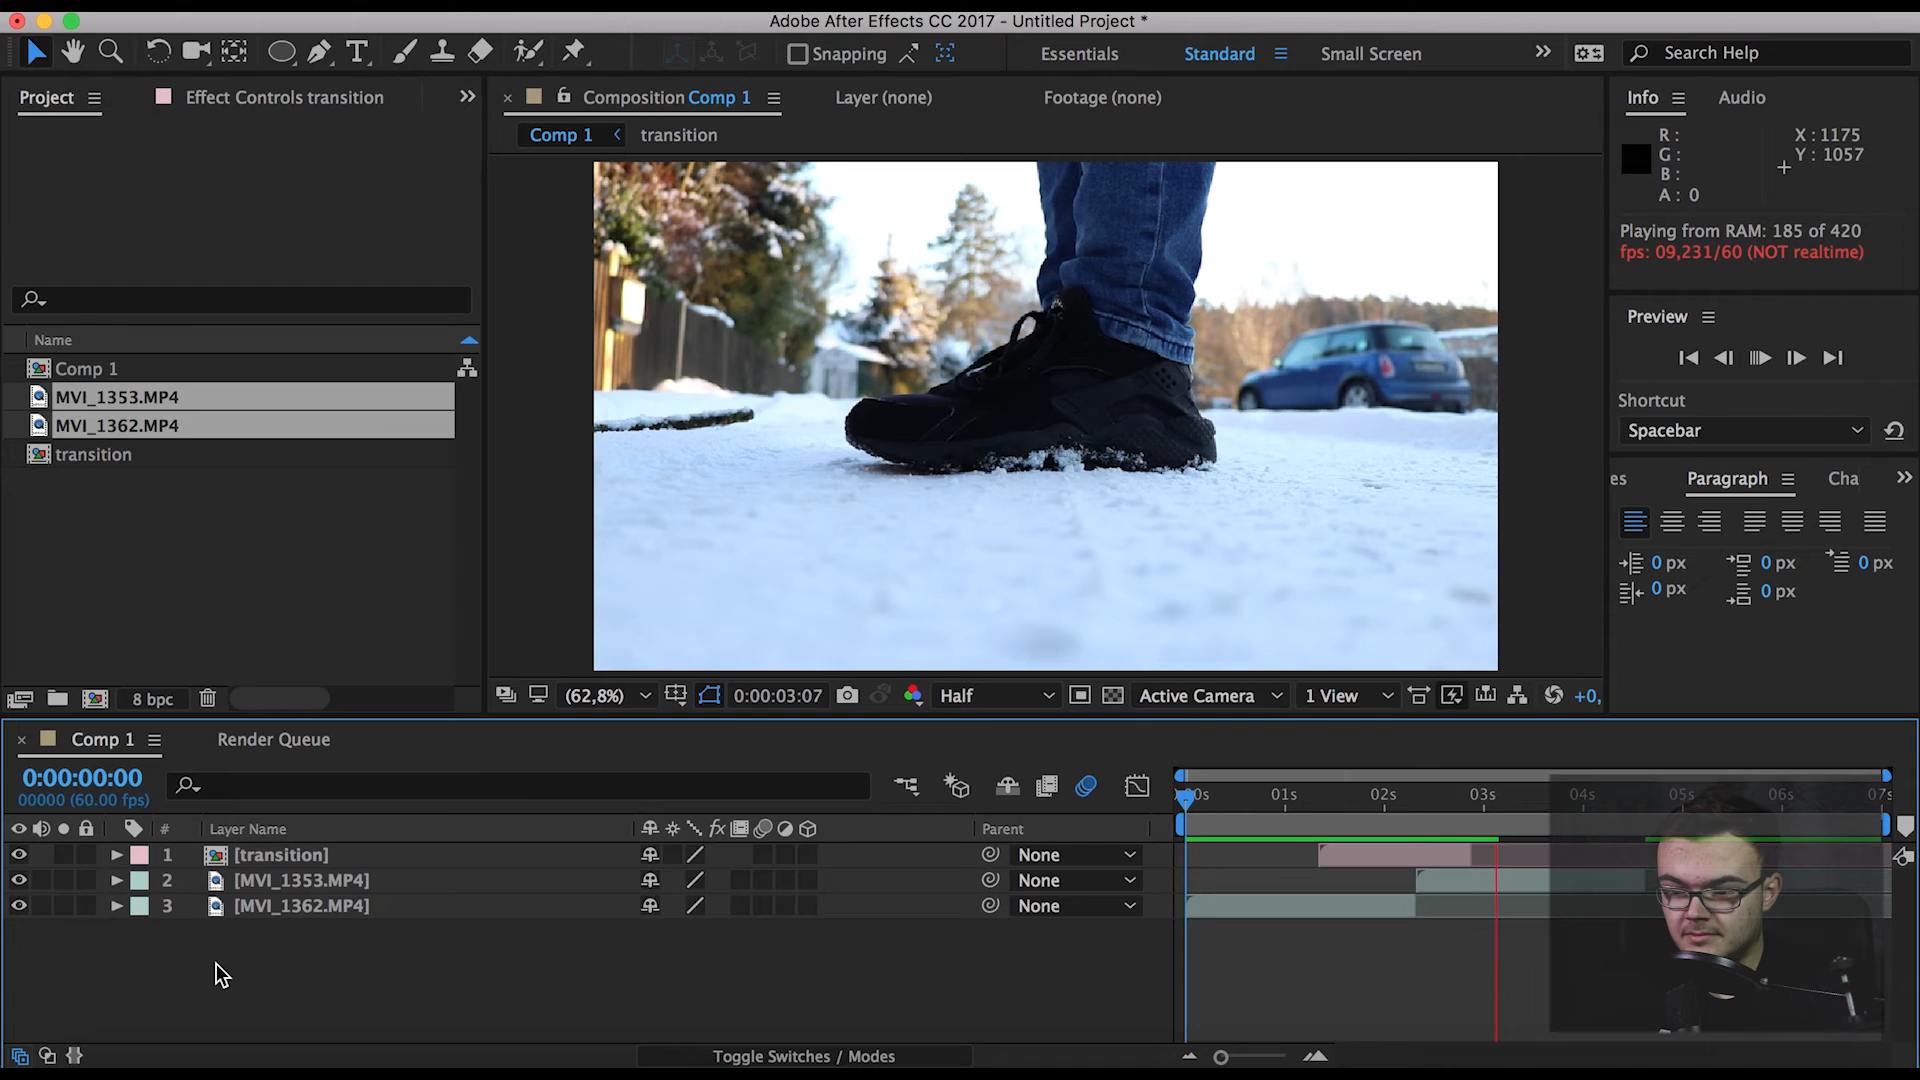 Adobe After Effects CC 2017 - Untitled Project *
Snapping
Essentials
Standard
Small Screen
Search Help
Project
Effect Controls transition
Composition Comp 1
Layer (none)
Footage (none)
Info
Audio
Comp 1
transition
R :
G :
B :
A : 0
X : 1175
Y : 1057
Playing from RAM: 185 of 420
fps: 09,231/60 (NOT realtime)
Preview
Shortcut
Spacebar
Name
Comp 1
MVI_1353.MP4
MVI_1362.MP4
transition
es
Paragraph
Cha
0 px
0 px
0 px
0 px
0 px
8 bpc
(62,8%)
0:00:03:07
Half
Active Camera
1 View
+0,
Comp 1
Render Queue
0:00:00:00
00000 (60.00 fps)
00s
01s
02s
03s
04s
05s
06s
07s
#
Layer Name
fx
Parent
1
[transition]
None
2
[MVI_1353.MP4]
None
3
[MVI_1362.MP4]
None
Toggle Switches / Modes